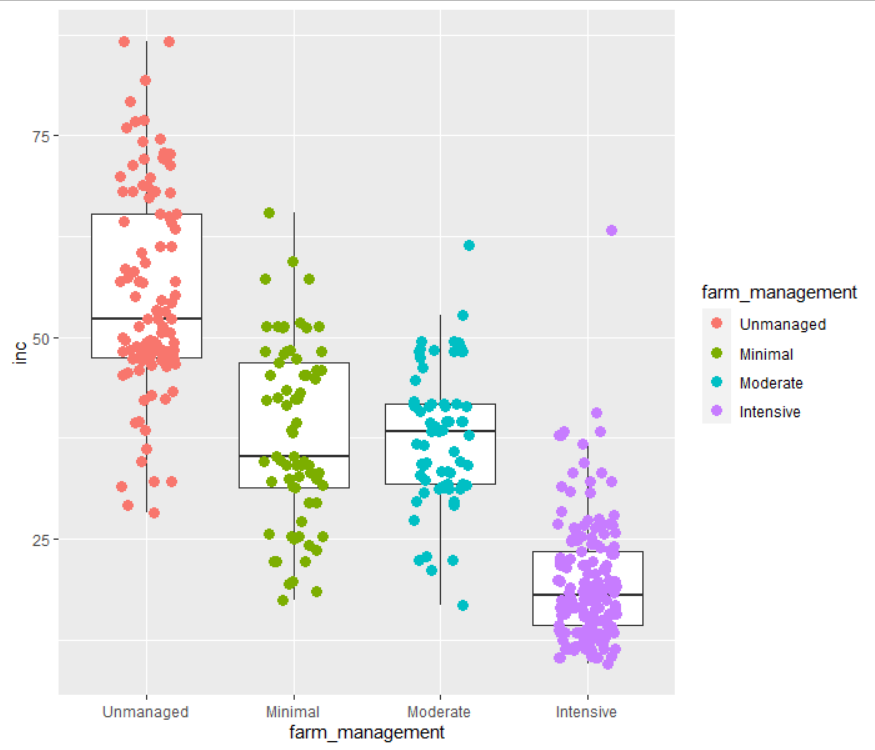 75
50
25
inc
Unmanaged
Minimal
Moderate
Intensive
farm_management
farm_management
Unmanaged
Minimal
Moderate
Intensive